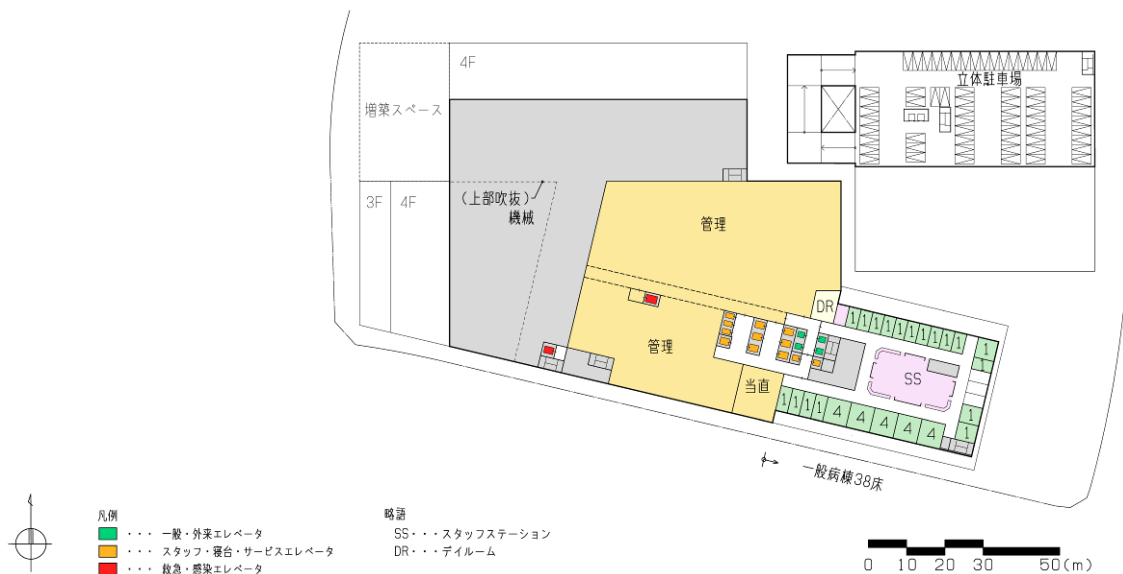 4F
増築スペース
立体駐車場
3F 4F
(上部吹抜)
機械
管理
DR
1 1 1 1 1 1 1 1 1 1
管理
1
1
SS
当直
1 1 1 1 4 4 4 4 4
1
1
一般病棟38床
凡例
・・・ 一般・外来エレベータ
・・・ スタッフ・寝台・サービスエレベータ
・・・ 救急・感染エレベータ
略語
SS・・・スタッフステーション
DR・・・デイルーム
0 10 20 30 50(m)